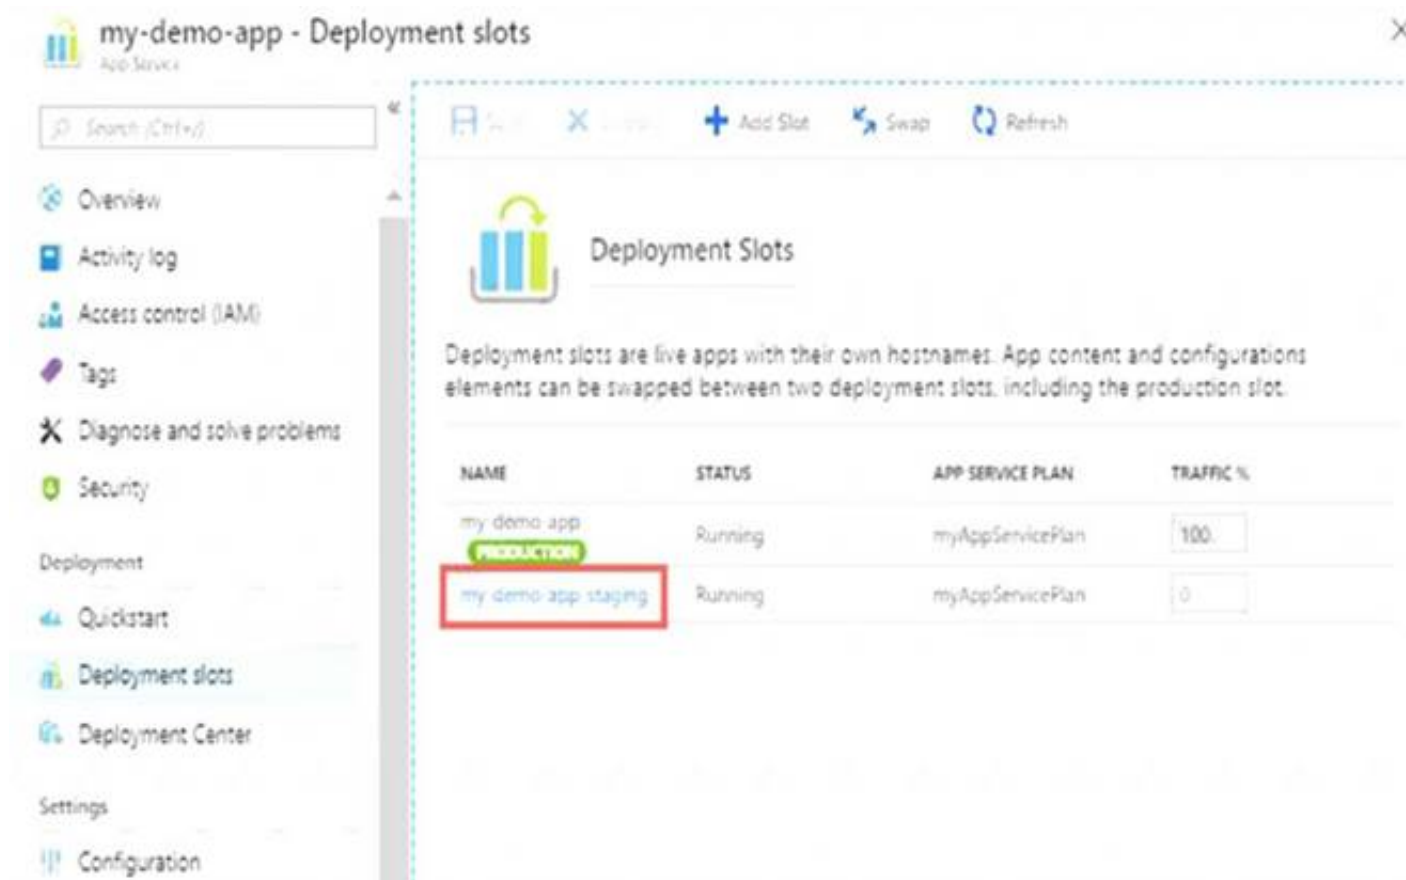 my-demo-app - Deployment slots
App Service
Search (Ctrl+/)
«
Add Slot
Swap
Refresh
Overview
Activity log
Access control (IAM)
Tags
Diagnose and solve problems
Security
Deployment
Quickstart
Deployment slots
Deployment Center
Settings
Configuration
Deployment Slots
Deployment slots are live apps with their own hostnames. App content and configurations
elements can be swapped between two deployment slots, including the production slot.
NAME STATUS APP SERVICE PLAN TRAFFIC %
my-demo-app Running myAppServicePlan 100
PRODUCTION
my-demo-app-staging Running myAppServicePlan 0